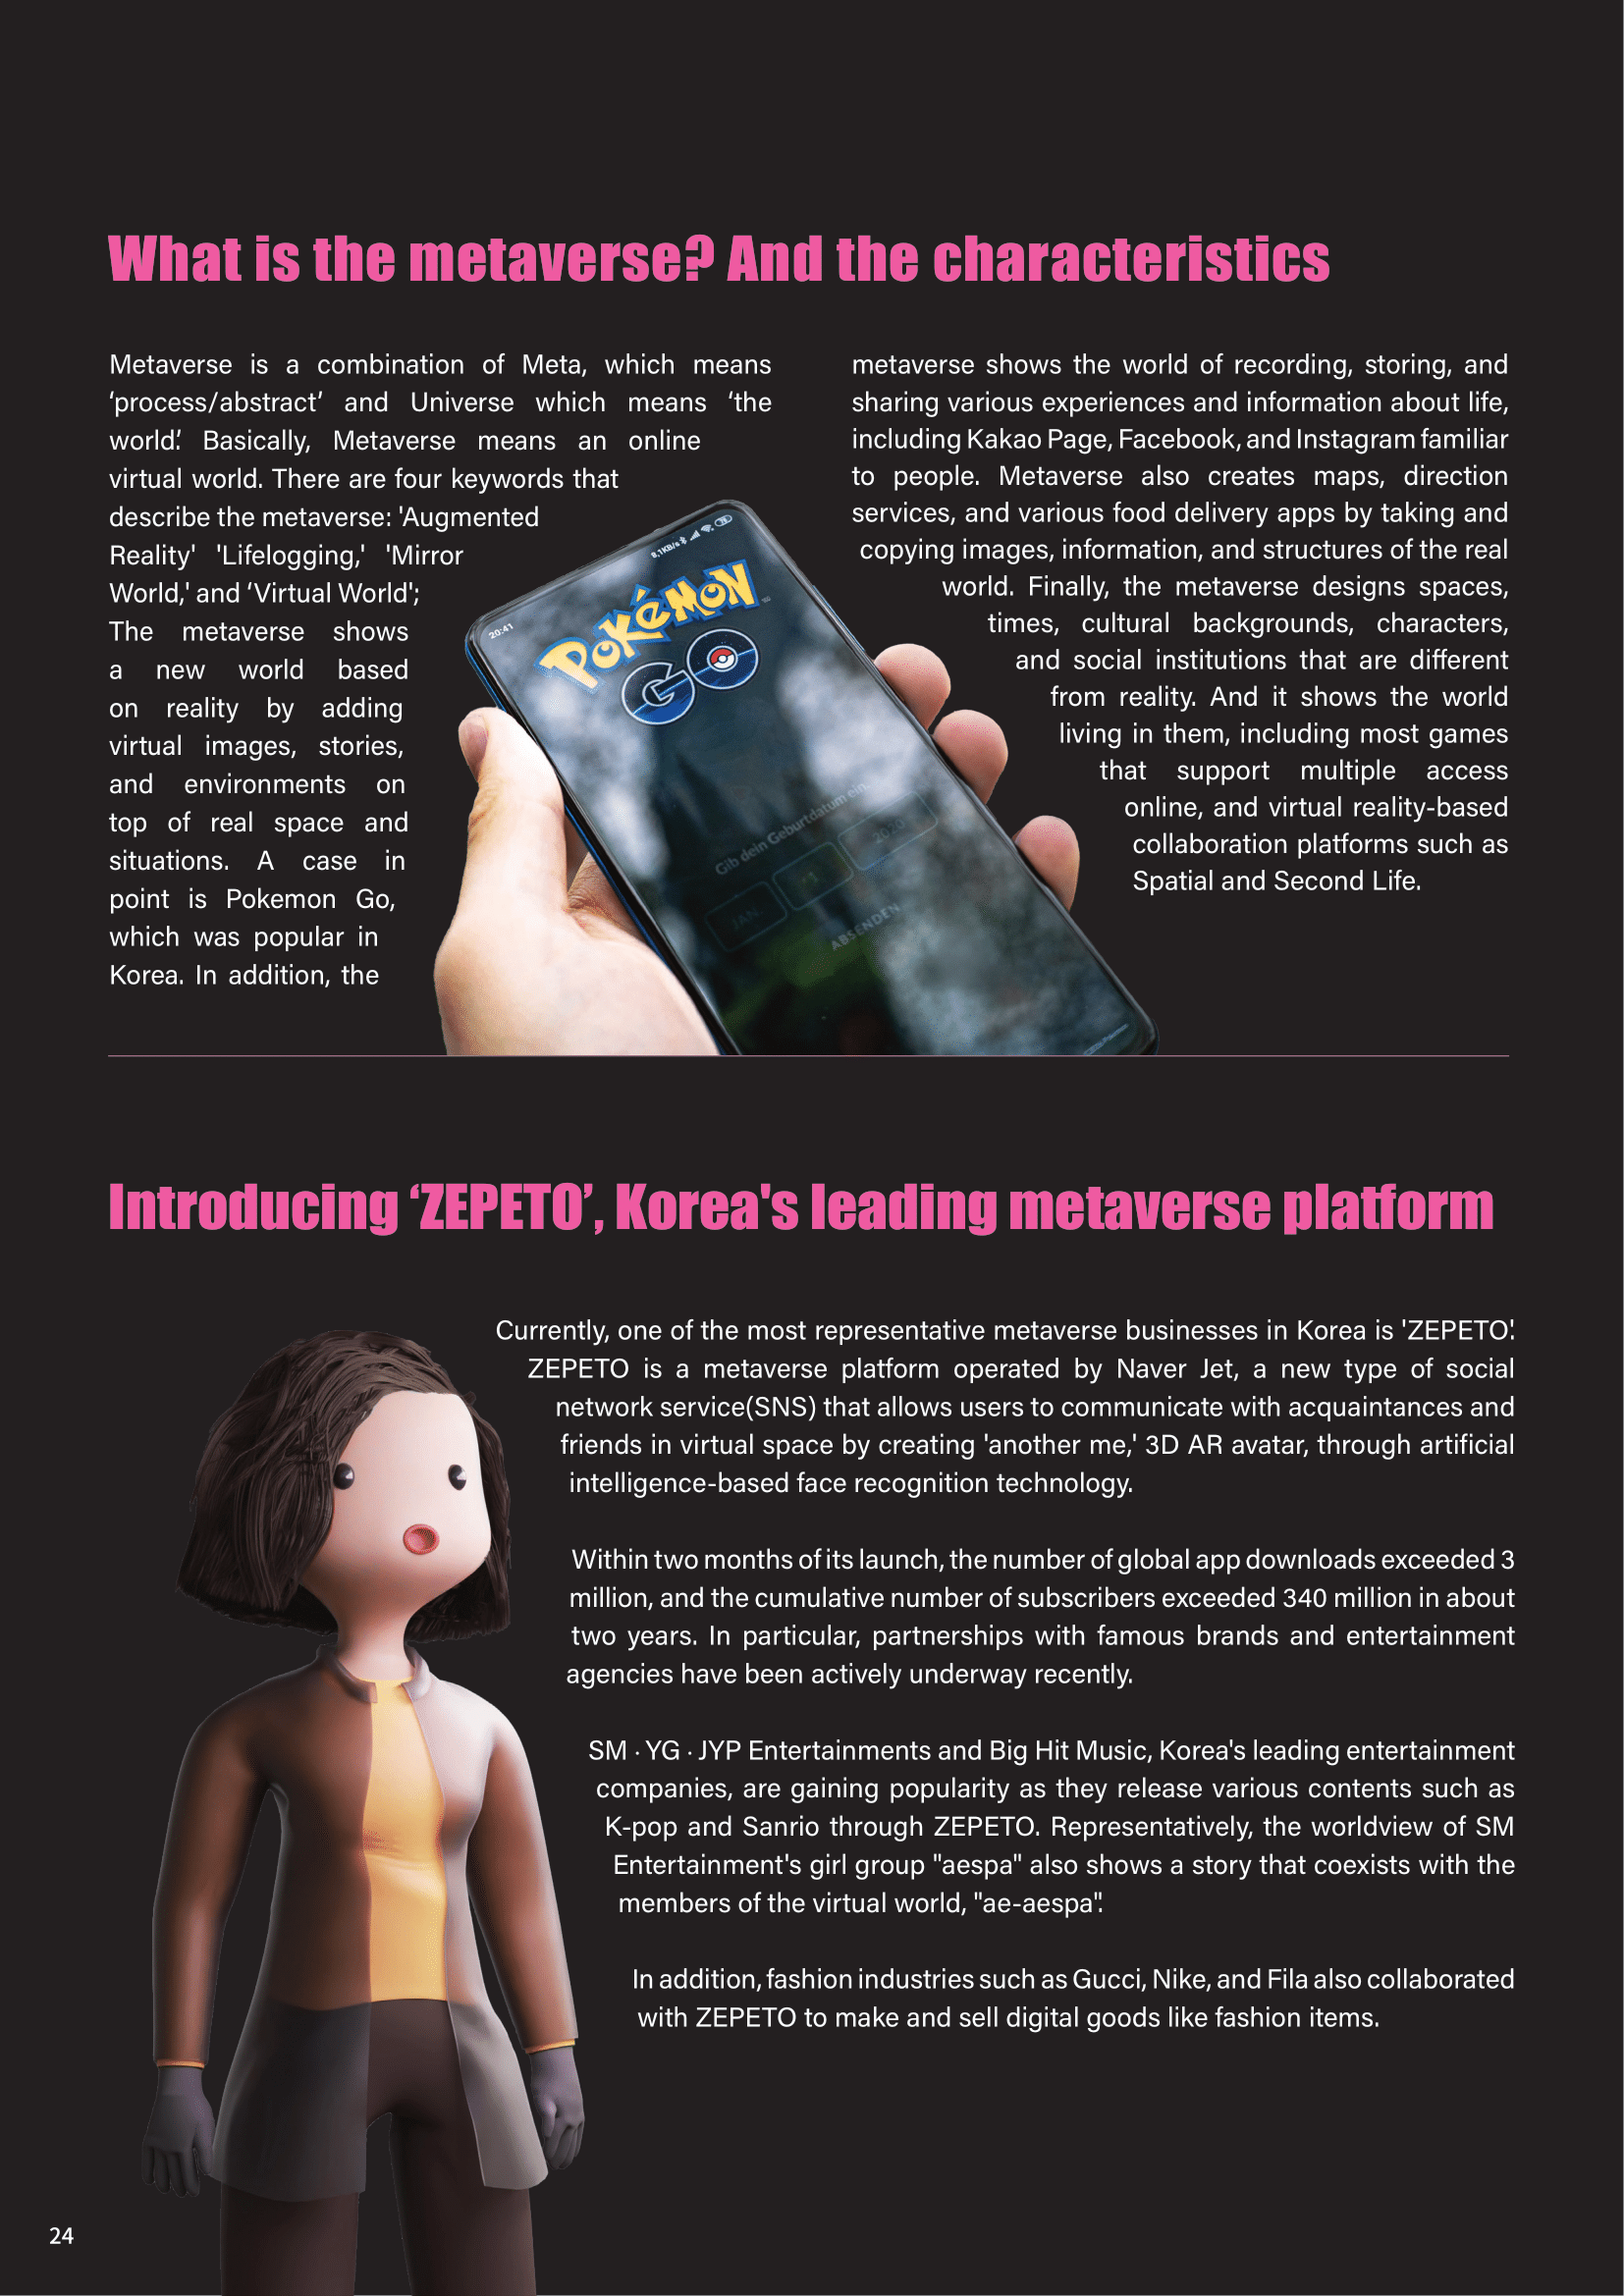 What is the metaverse? And the characteristics
Metaverse is a combination of Meta, which means
‘process/abstract’ and Universe which means ‘the
world’. Basically, Metaverse means an online
virtual world. There are four keywords that
describe the metaverse: 'Augmented
Reality' 'Lifelogging,' 'Mirror
World,' and ‘Virtual World';
The metaverse shows
a new world based
on reality by adding
virtual images, stories,
and environments on
top of real space and
situations. A case in
point is Pokemon Go,
which was popular in
Korea. In addition, the
metaverse shows the world of recording, storing, and
sharing various experiences and information about life,
including Kakao Page, Facebook, and Instagram familiar
to people. Metaverse also creates maps, direction
services, and various food delivery apps by taking and
copying images, information, and structures of the real
world. Finally, the metaverse designs spaces,
times, cultural backgrounds, characters,
and social institutions that are different
from reality. And it shows the world
living in them, including most games
that support multiple access
online, and virtual reality-based
collaboration platforms such as
Spatial and Second Life.
20:41
8,1KB/s
POKéMON
GO
Gib dein Geburtdatum ein.
JAN.
2020
ABSENDEN
Introducing ‘ZEPETO’, Korea's leading metaverse platform
Currently, one of the most representative metaverse businesses in Korea is 'ZEPETO'.
ZEPETO is a metaverse platform operated by Naver Jet, a new type of social
network service(SNS) that allows users to communicate with acquaintances and
friends in virtual space by creating 'another me,' 3D AR avatar, through artificial
intelligence-based face recognition technology.
Within two months of its launch, the number of global app downloads exceeded 3
million, and the cumulative number of subscribers exceeded 340 million in about
two years. In particular, partnerships with famous brands and entertainment
agencies have been actively underway recently.
SM · YG · JYP Entertainments and Big Hit Music, Korea's leading entertainment
companies, are gaining popularity as they release various contents such as
K-pop and Sanrio through ZEPETO. Representatively, the worldview of SM
Entertainment's girl group "aespa" also shows a story that coexists with the
members of the virtual world, "ae-aespa".
In addition, fashion industries such as Gucci, Nike, and Fila also collaborated
with ZEPETO to make and sell digital goods like fashion items.
24